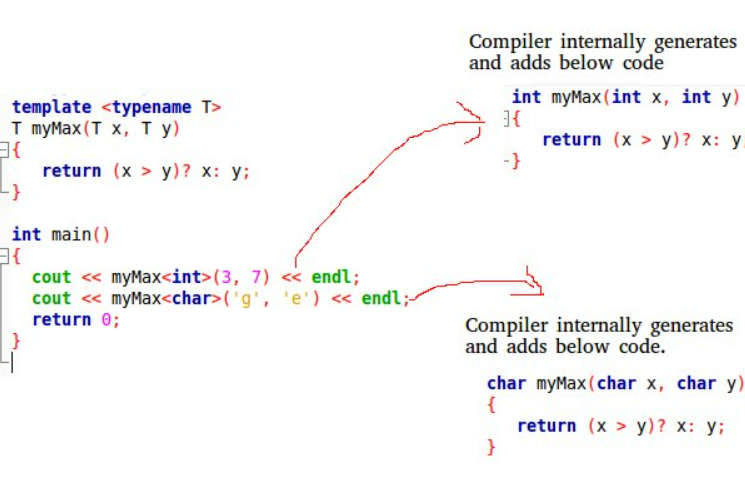 template <typename T>
T myMax(T x, T y)
{
return (x > y)? x: y;
}
int main()
{
cout << myMax<int>(3, 7) << endl;
cout << myMax<char>('g', 'e') << endl;
return 0;
}
Compiler internally generates
and adds below code
int myMax(int x, int y)
{
return (x > y)? x: y
}
Compiler internally generates
and adds below code.
char myMax(char x, char y)
{
return (x > y)? x: y;
}